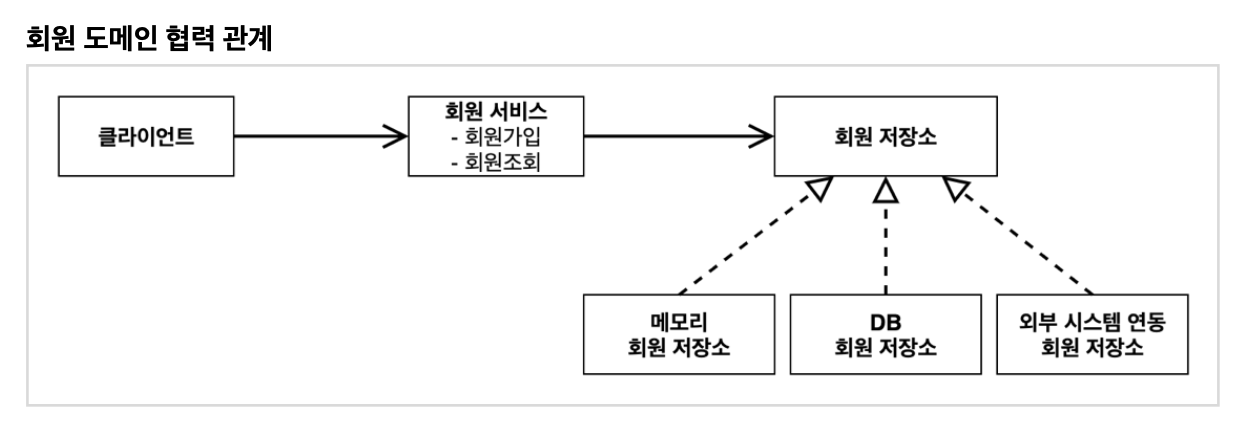 회원 도메인 협력 관계
클라이언트
회원 서비스
- 회원가입
- 회원조회
회원 저장소
메모리
회원 저장소
DB
회원 저장소
외부 시스템 연동
회원 저장소